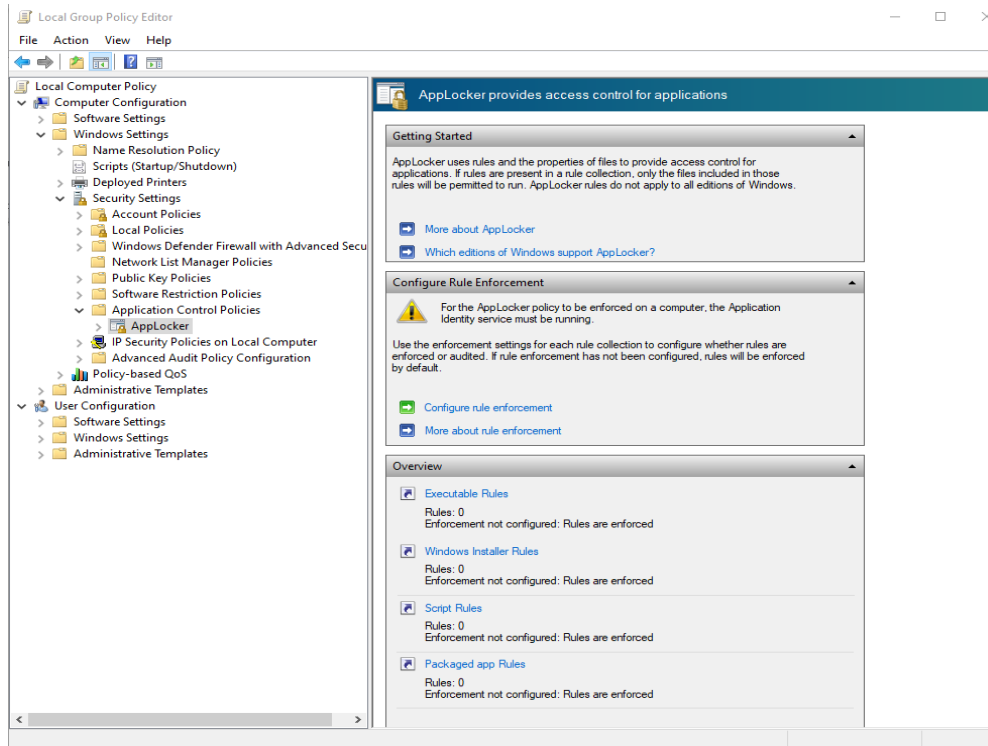 Local Group Policy Editor
File Action View Help
Local Computer Policy
Computer Configuration
Software Settings
Windows Settings
Name Resolution Policy
Scripts (Startup/Shutdown)
Deployed Printers
Security Settings
Account Policies
Local Policies
Windows Defender Firewall with Advanced Secu
Network List Manager Policies
Public Key Policies
Software Restriction Policies
Application Control Policies
AppLocker
IP Security Policies on Local Computer
Advanced Audit Policy Configuration
Policy-based QoS
Administrative Templates
User Configuration
Software Settings
Windows Settings
Administrative Templates
AppLocker provides access control for applications
Getting Started
AppLocker uses rules and the properties of files to provide access control for
applications. If rules are present in a rule collection, only the files included in those
rules will be permitted to run. AppLocker rules do not apply to all editions of Windows.
More about AppLocker
Which editions of Windows support AppLocker?
Configure Rule Enforcement
For the AppLocker policy to be enforced on a computer, the Application
Identity service must be running.
Use the enforcement settings for each rule collection to configure whether rules are
enforced or audited. If rule enforcement has not been configured, rules will be enforced
by default.
Configure rule enforcement
More about rule enforcement
Overview
Executable Rules
Rules: 0
Enforcement not configured: Rules are enforced
Windows Installer Rules
Rules: 0
Enforcement not configured: Rules are enforced
Script Rules
Rules: 0
Enforcement not configured: Rules are enforced
Packaged app Rules
Rules: 0
Enforcement not configured: Rules are enforced